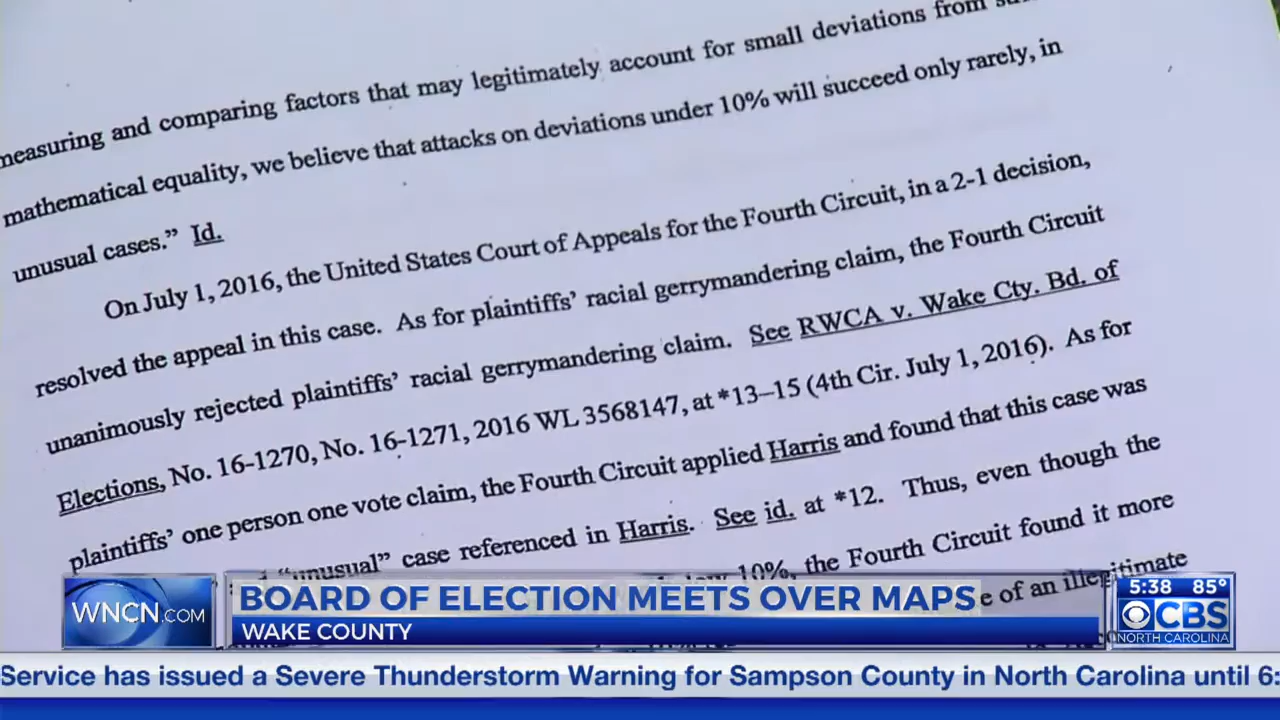 measuring and comparing factors that may legitimately account for small deviations from
mathematical equality, we believe that attacks on deviations under 10% will succeed only rarely, in
unusual cases.” Id.
On July 1, 2016, the United States Court of Appeals for the Fourth Circuit, in a 2-1 decision,
resolved the appeal in this case. As for plaintiffs’ racial gerrymandering claim, the Fourth Circuit
unanimously rejected plaintiffs’ racial gerrymandering claim. See RWCA v. Wake Cty. Bd. of
Elections, No. 16-1270, No. 16-1271, 2016 WL 3568147, at *13–15 (4th Cir. July 1, 2016). As for
plaintiffs’ one person one vote claim, the Fourth Circuit applied Harris and found that this case was
“unusual” case referenced in Harris. See id. at *12. Thus, even though the
10%, the Fourth Circuit found it more
e of an illegitimate
WNCN.COM
BOARD OF ELECTION MEETS OVER MAPS
WAKE COUNTY
5:38 85°
CBS
NORTH CAROLINA
Service has issued a Severe Thunderstorm Warning for Sampson County in North Carolina until 6: